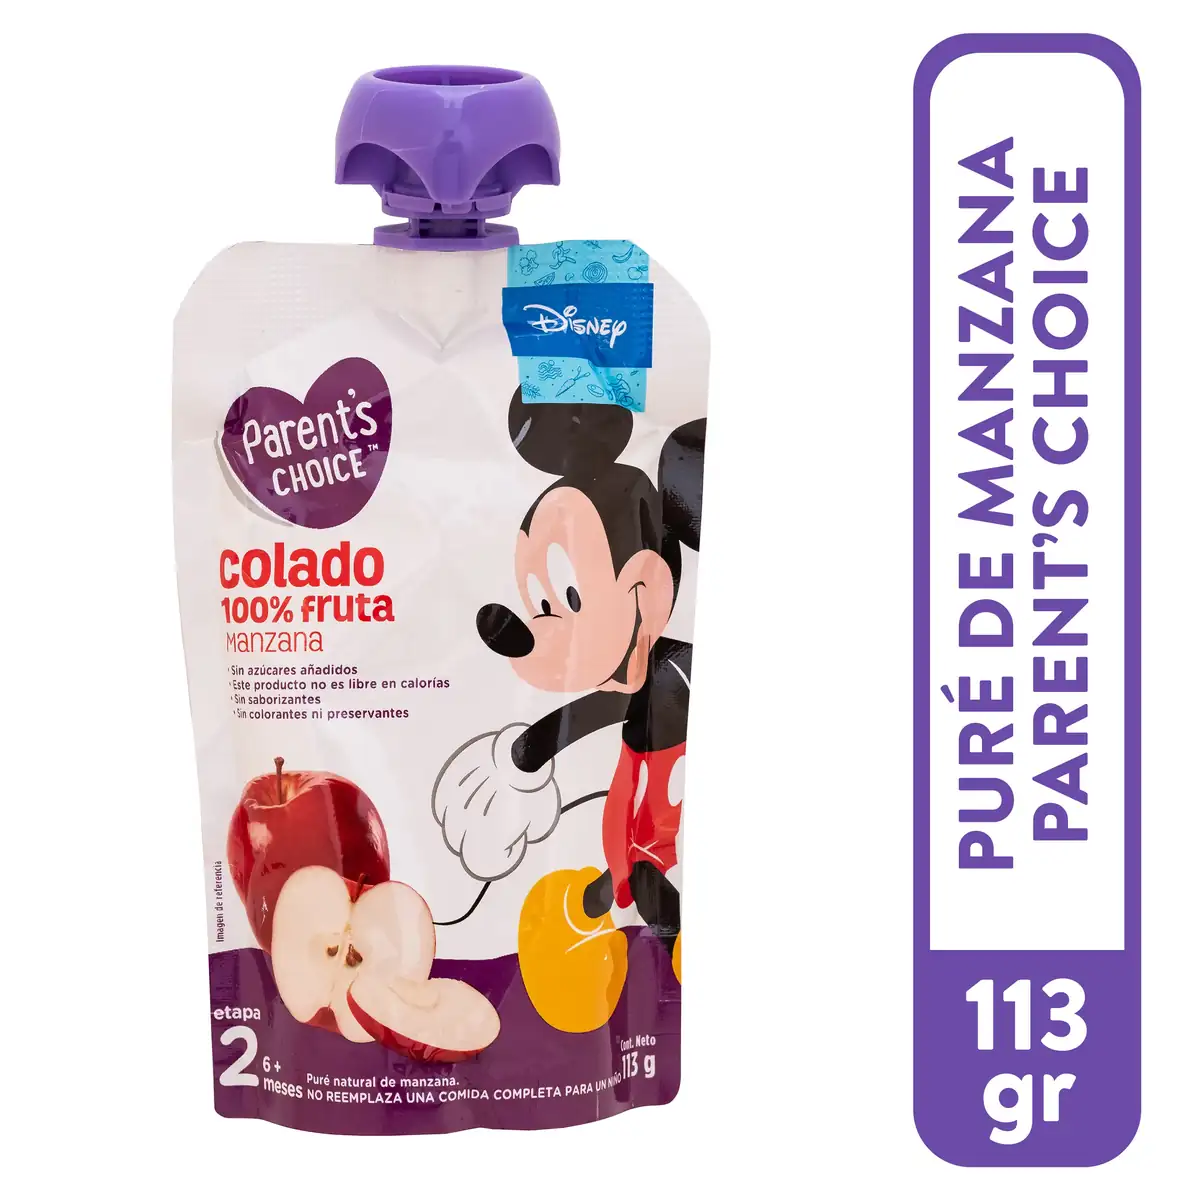 Disney
Parent's
CHOICE™
colado
100% fruta
Manzana
· Sin azúcares añadidos
· Este producto no es libre en calorías
· Sin saborizantes
· Sin colorantes ni preservantes
Imagen de referencia
etapa
2
6+
meses
Puré natural de manzana.
NO REEMPLAZA UNA COMIDA COMPLETA PARA UN NIÑO
Cont. Neto
113 g
PURÉ DE MANZANA
PARENT'S CHOICE
113
gr